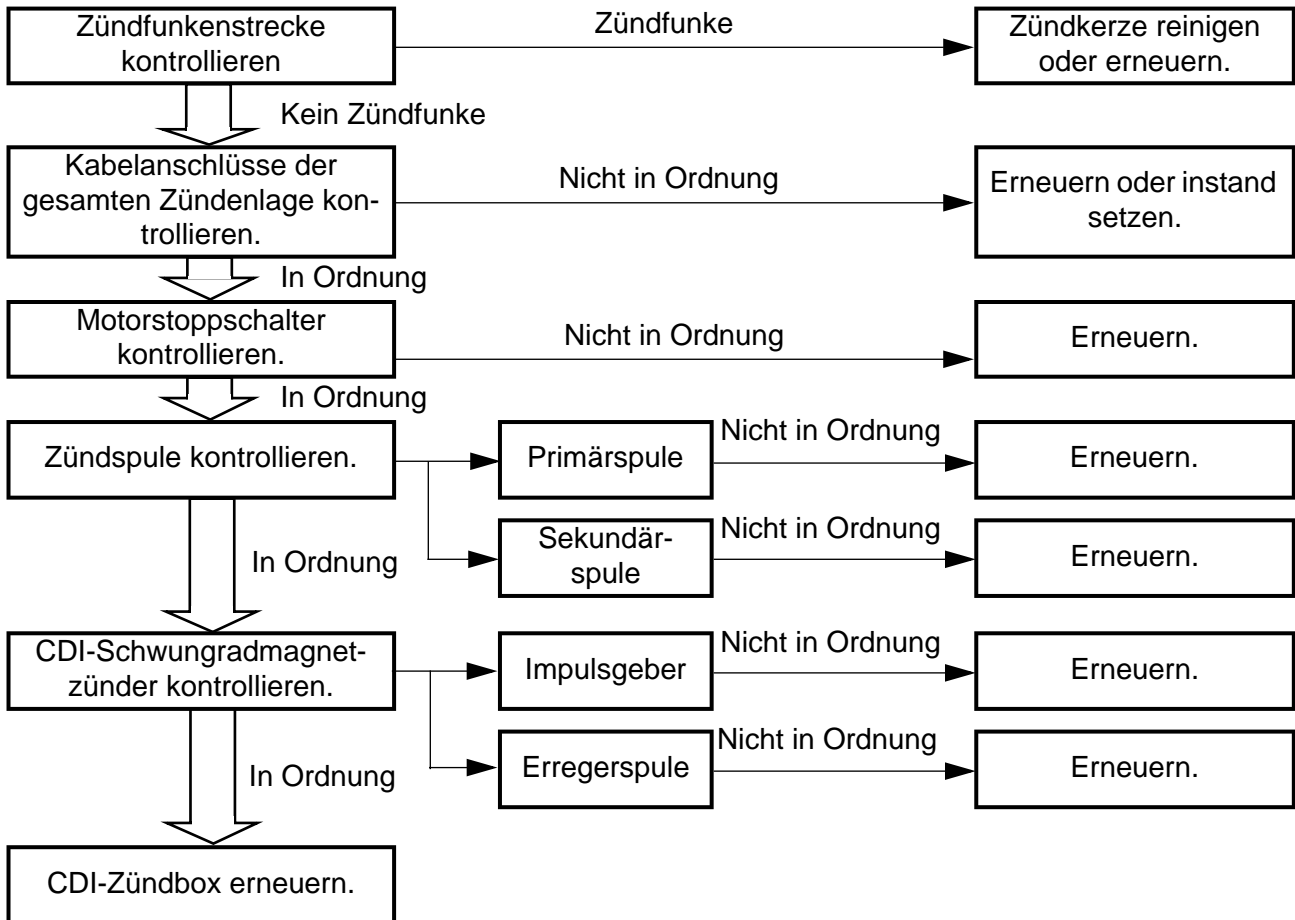 Zündfunkenstrecke
kontrollieren
Zündfunke
Zündkerze reinigen
oder erneuern.
Kein Zündfunke
Kabelanschlüsse der
gesamten Zündenlage kon-
trollieren.
Nicht in Ordnung
Erneuern oder instand
setzen.
In Ordnung
Motorstoppschalter
kontrollieren.
Nicht in Ordnung
Erneuern.
In Ordnung
Zündspule kontrollieren.
Primärspule
Nicht in Ordnung
Erneuern.
Sekundär-
spule
Nicht in Ordnung
Erneuern.
In Ordnung
CDI-Schwungradmagnet-
zünder kontrollieren.
Impulsgeber
Nicht in Ordnung
Erneuern.
Erregerspule
Nicht in Ordnung
Erneuern.
In Ordnung
CDI-Zündbox erneuern.